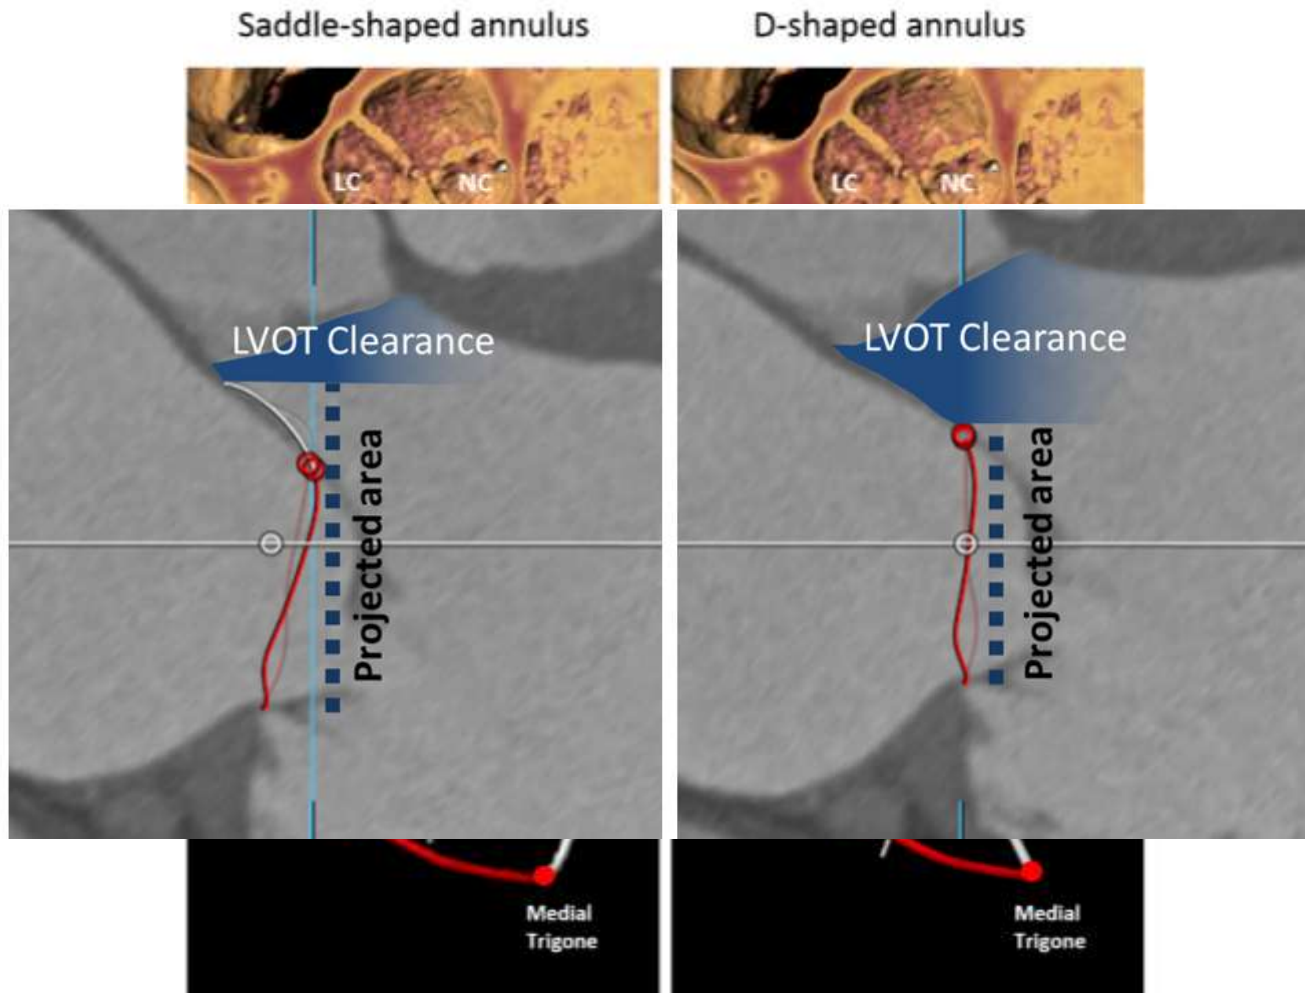 Saddle-shaped annulus
D-shaped annulus
LC
NC
LC
NC
LVOT Clearance
LVOT Clearance
Projected area
Projected area
Medial
Trigone
Medial
Trigone